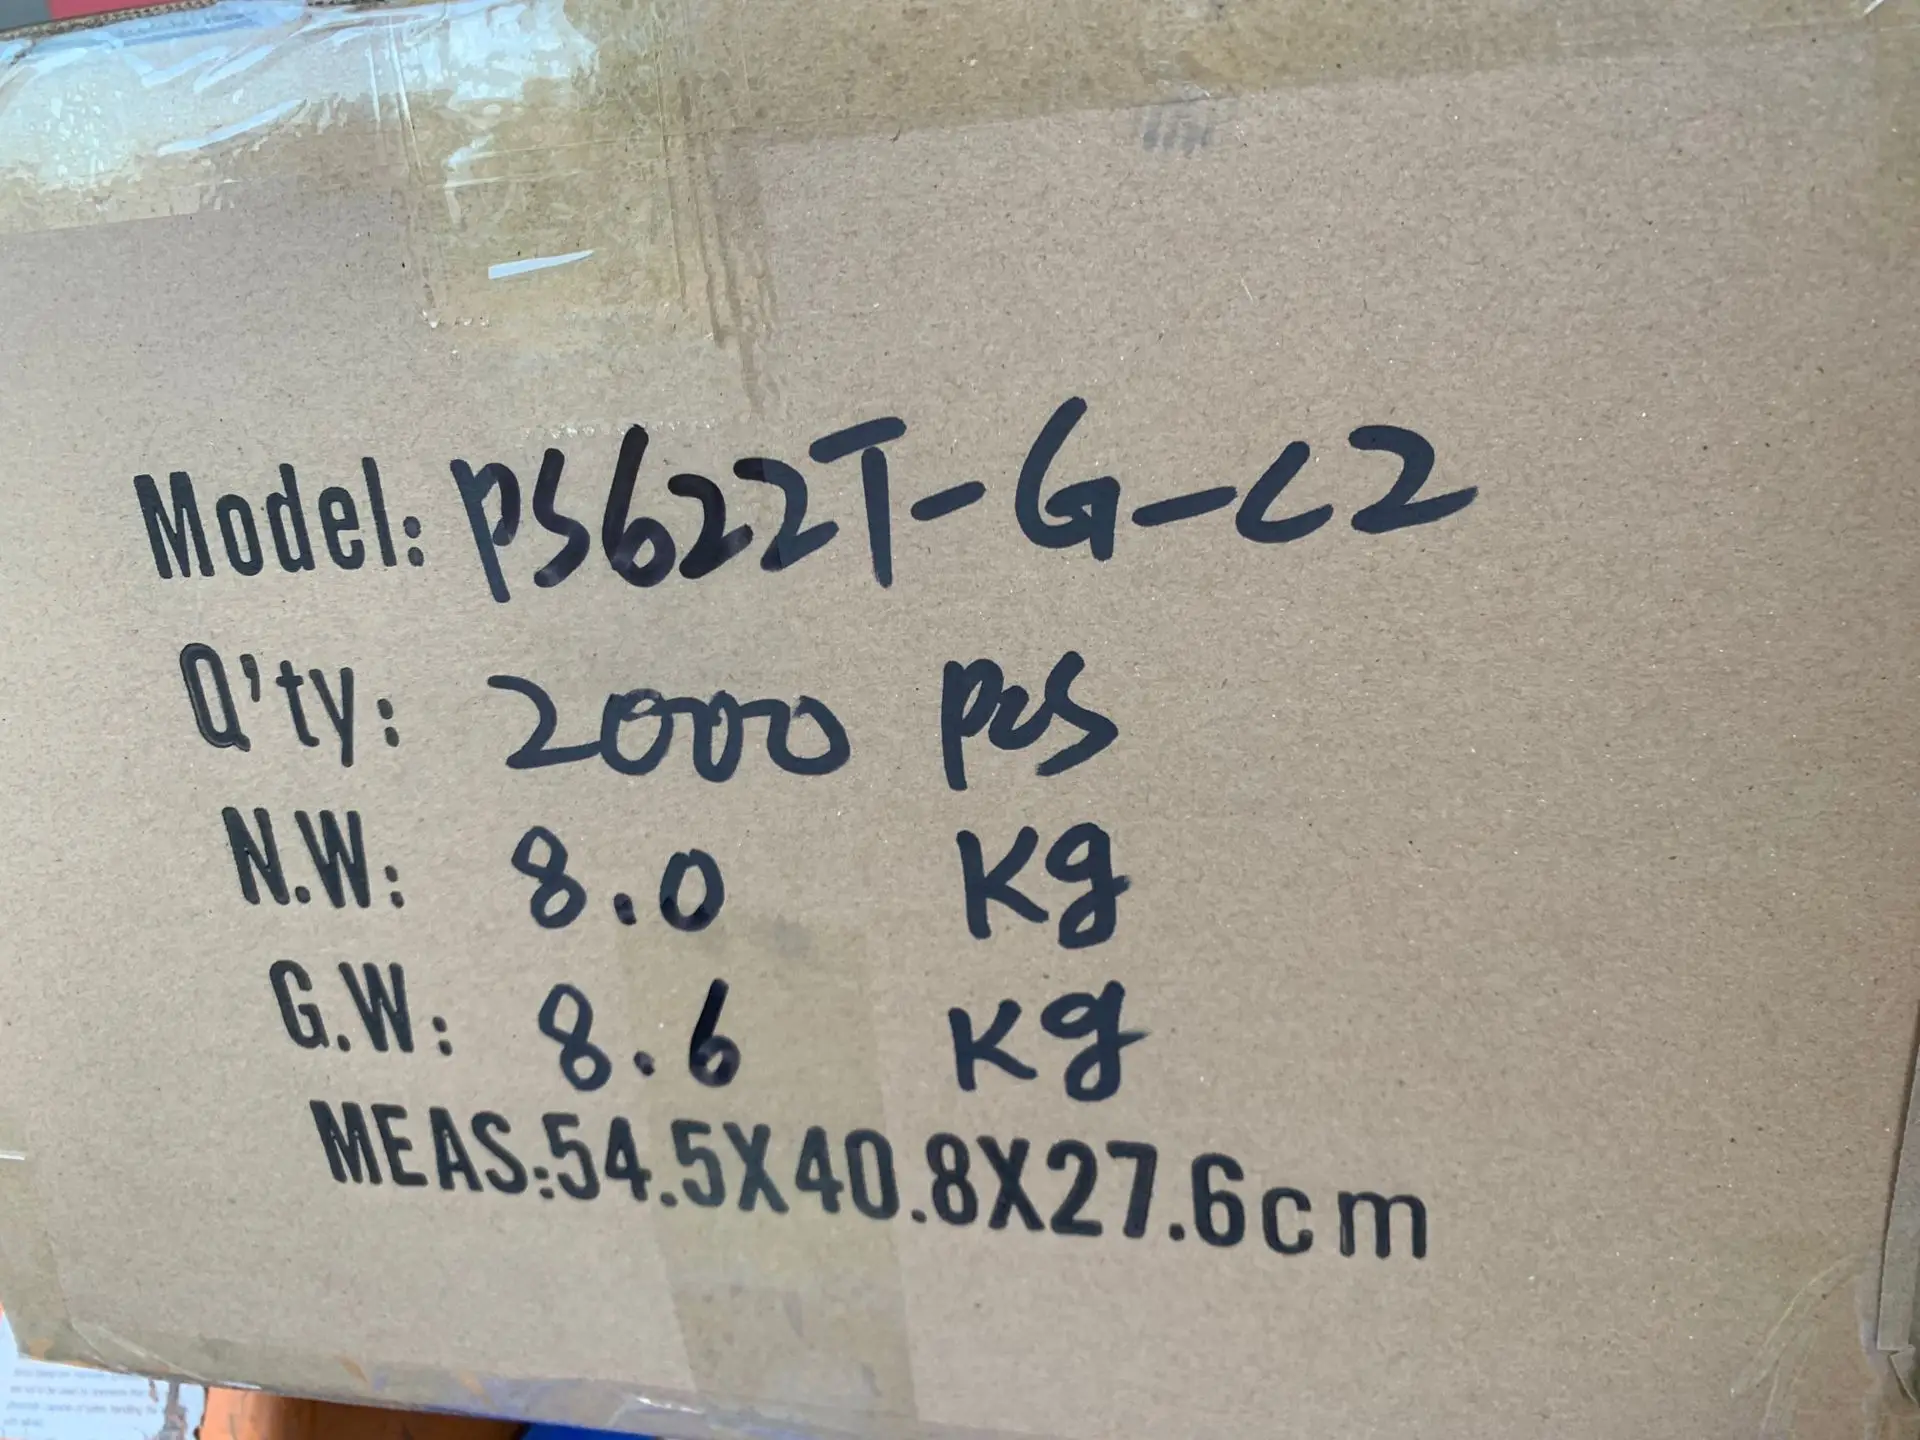 Model: PS622T-G-C2
Q'ty: 2000 pcs
N.W: 8.0 Kg
G.W: 8.6 Kg
MEAS:54.5X40.8X27.6cm